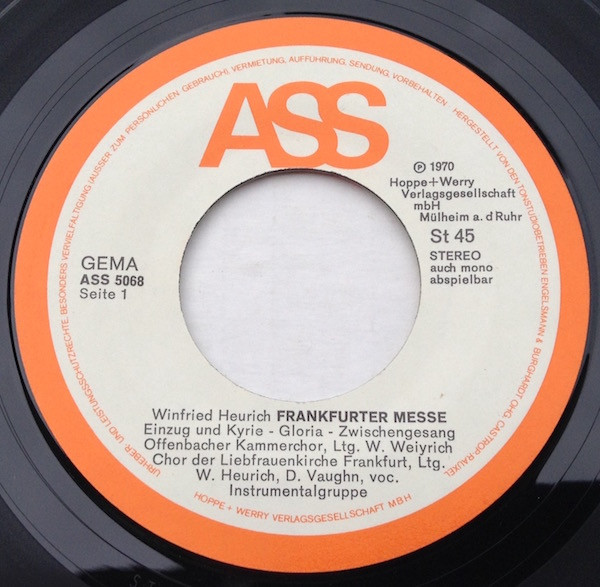 ASS
℗ 1970
Hoppe+Werry
Verlagsgesellschaft
mbH
Mülheim a. d Ruhr
St 45
STEREO
auch mono
abspielbar
GEMA
ASS 5068
Seite 1
Winfried Heurich FRANKFURTER MESSE
Einzug und Kyrie - Gloria - Zwischengesang
Offenbacher Kammerchor, Ltg. W. Weiyrich
Chor der Liebfrauenkirche Frankfurt, Ltg.
W. Heurich, D. Vaughn, voc.
Instrumentalgruppe
URHEBER- UND LEISTUNGSSCHUTZRECHTE, BESONDERS VERVIELFÄLTIGUNG (AUSSER ZUM PERSÖNLICHEN GEBRAUCH), VERMIETUNG, AUFFÜHRUNG, SENDUNG, VORBEHALTEN · HERGESTELLT VON DEN TONSTUDIOBETRIEBEN ENGELSMANN & BURGHARDT OHG, CASTROP-RAUXEL
HOPPE + WERRY VERLAGSGESELLSCHAFT MBH